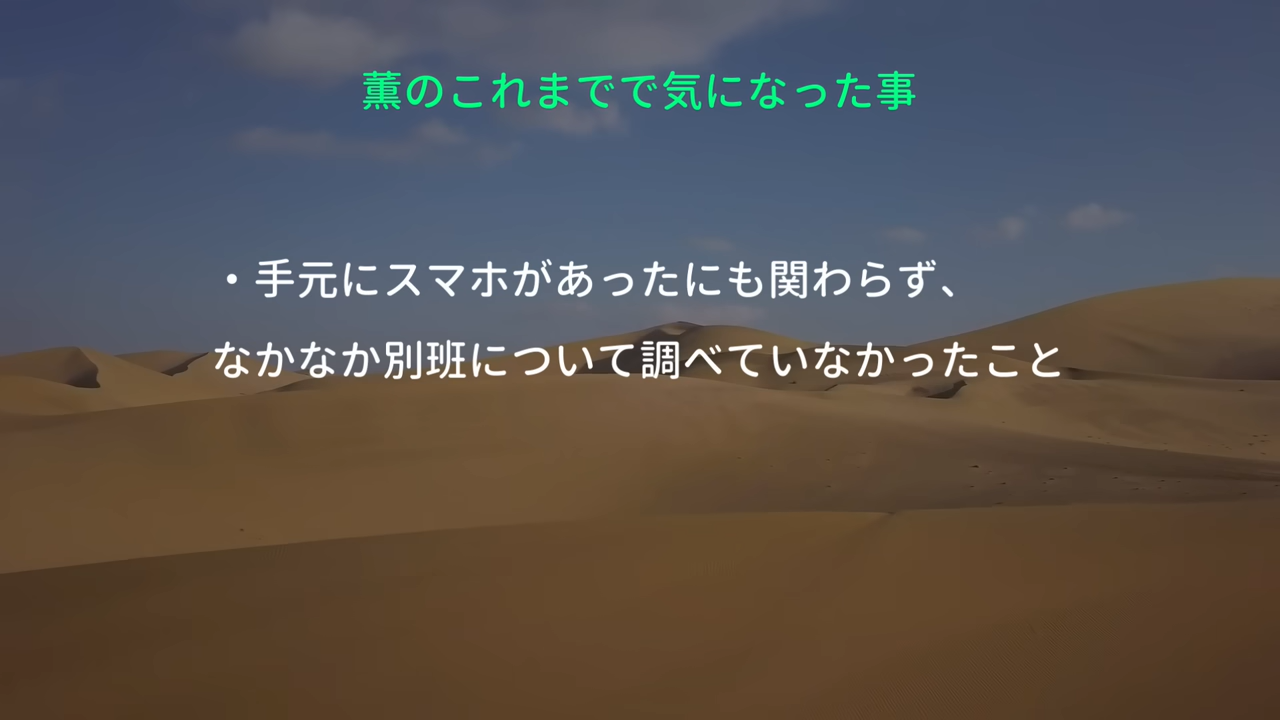 薫のこれまでで気になった事
・手元にスマホがあったにも関わらず、
なかなか別班について調べていなかったこと